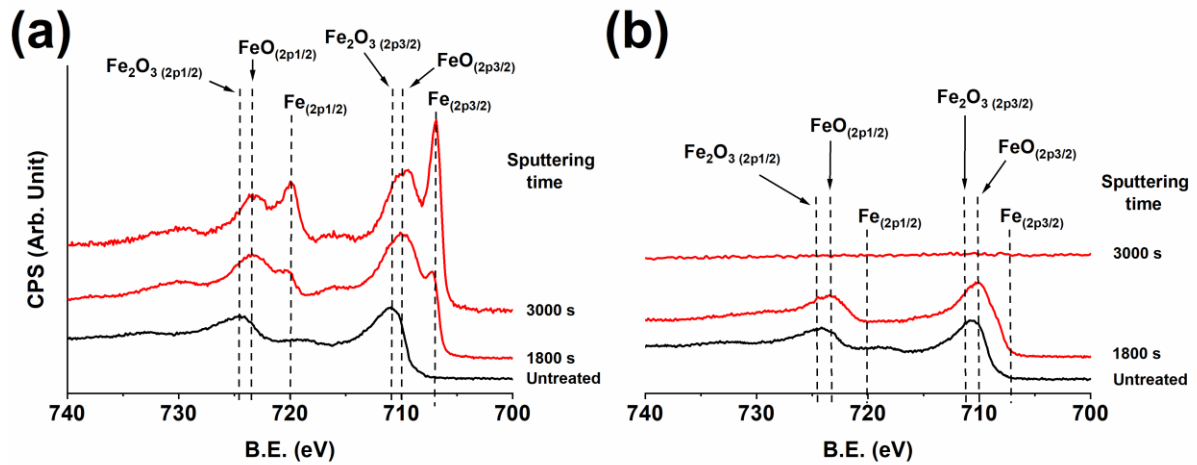 (a)
Fe₂O₃ (2p1/2)
FeO(2p1/2)
Fe(2p1/2)
Fe₂O₃ (2p3/2)
FeO(2p3/2)
Fe(2p3/2)
Sputtering
time
3000 s
1800 s
Untreated
CPS (Arb. Unit)
740 730 720 710 700
B.E. (eV)
(b)
Fe₂O₃ (2p1/2)
FeO(2p1/2)
Fe(2p1/2)
Fe₂O₃ (2p3/2)
FeO(2p3/2)
Fe(2p3/2)
Sputtering
time
3000 s
1800 s
Untreated
740 730 720 710 700
B.E. (eV)